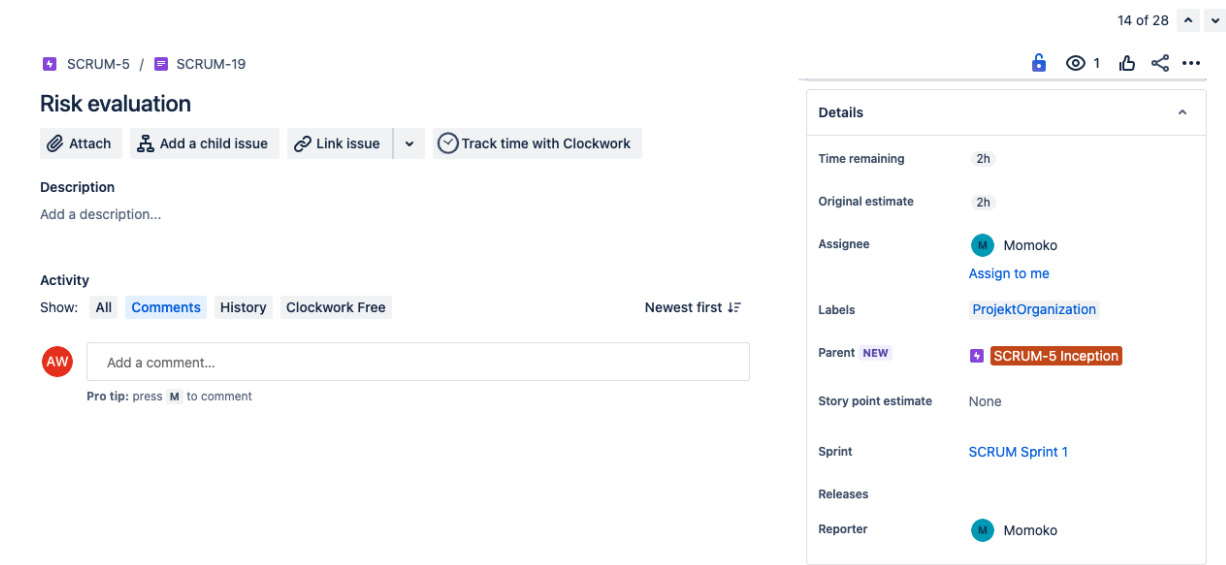 14 of 28
SCRUM-5 / SCRUM-19
1
Risk evaluation
Attach
Add a child issue
Link issue
Track time with Clockwork
Description
Add a description...
Activity
Show: All Comments History Clockwork Free
Newest first
AW
Add a comment...
Pro tip: press M to comment
Details
Time remaining 2h
Original estimate 2h
Assignee M Momoko
Assign to me
Labels ProjektOrganization
Parent NEW SCRUM-5 Inception
Story point estimate None
Sprint SCRUM Sprint 1
Releases
Reporter M Momoko